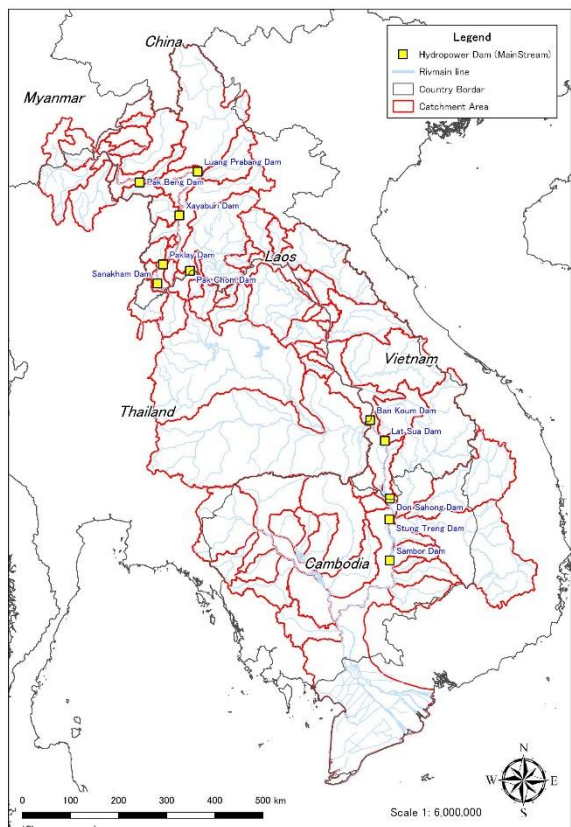 China
Legend
Hydropower Dam (MainStream)
Rivmain line
Country Bordar
Catchment Area
Myanmar
Luang Prabang Dam
Pak Beng Dam
Xayaburi Dam
Laos
Paklay Dam
Sanakham Dam
Pak Chom Dam
Vietnam
Thailand
Ban Koum Dam
Lat Sua Dam
Don Sahong Dam
Stung Treng Dam
Cambodia
Sambor Dam
N
W E
S
0 100 200 300 400 500 km
Scale 1: 6,000,000